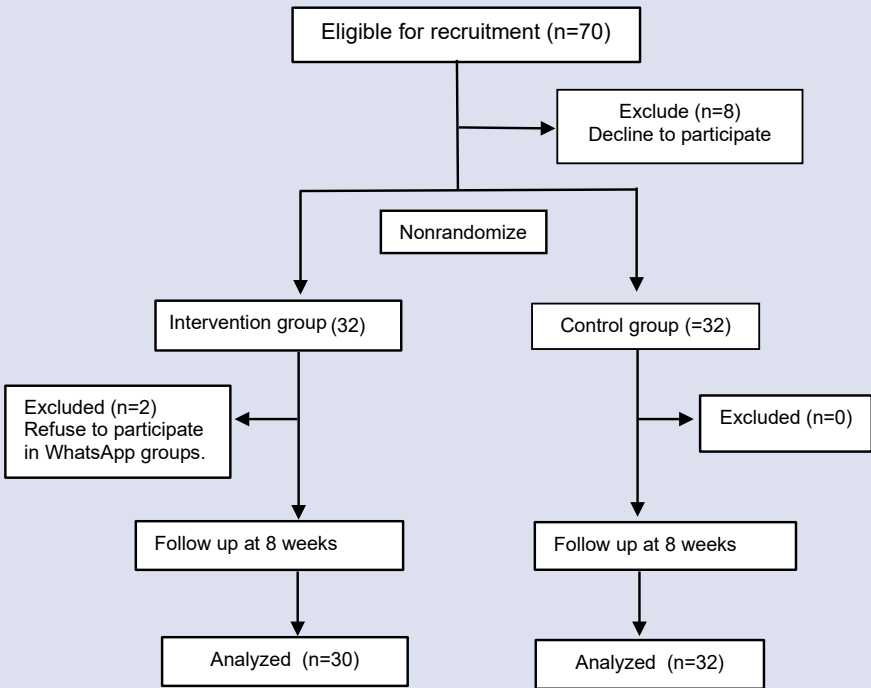 Eligible for recruitment (n=70)
Exclude (n=8)
Decline to participate
Nonrandomize
Intervention group (32)
Control group (=32)
Excluded (n=2)
Refuse to participate
in WhatsApp groups.
Excluded (n=0)
Follow up at 8 weeks
Follow up at 8 weeks
Analyzed (n=30)
Analyzed (n=32)